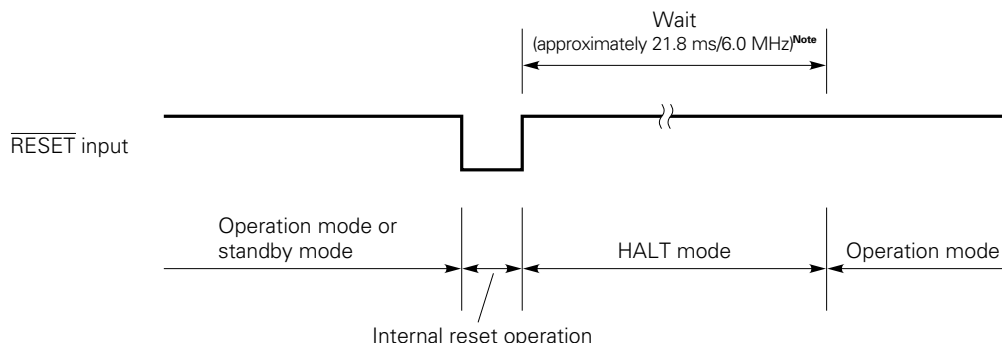 Wait
(approximately 21.8 ms/6.0 MHz)Note
RESET input
Operation mode or
standby mode
HALT mode
Operation mode
Internal reset operation